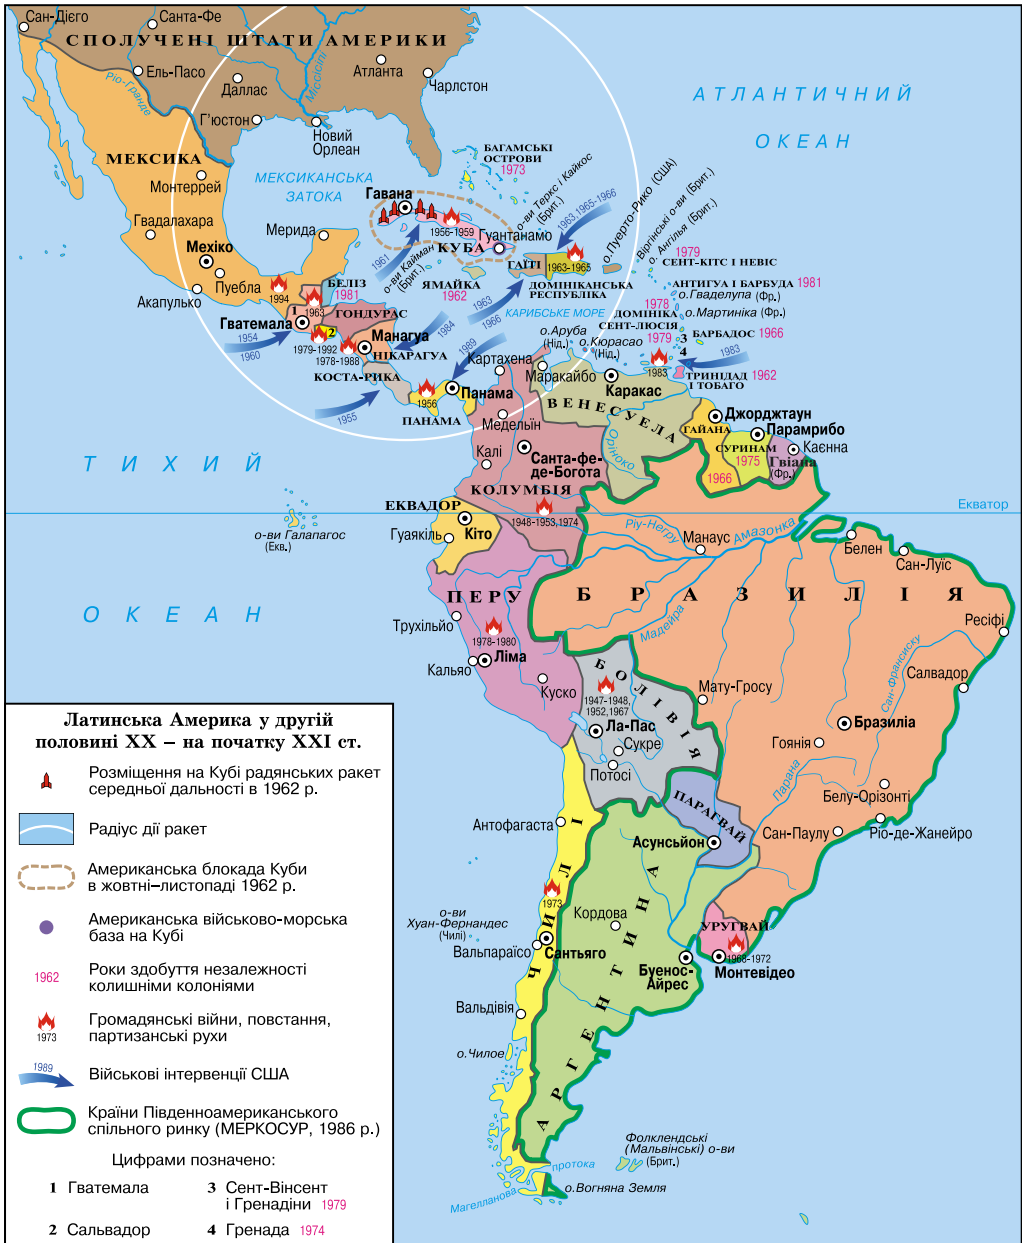 Сан-Дієго
Санта-Фе
СПОЛУЧЕНІ ШТАТИ АМЕРИКИ
Ель-Пасо
Атланта
Даллас
Чарлстон
Ріо-Гранде
Міссісіпі
Г'юстон
Новий
Орлеан
АТЛАНТИЧНИЙ
ОКЕАН
МЕКСИКА
Монтеррей
МЕКСИКАНСЬКА
ЗАТОКА
БАГАМСЬКІ
ОСТРОВИ
1973
Гвадалахара
Мехіко
Пуебла
Акапулько
Мерида
1994
Гавана
1956-1959
КУБА
Гуантанамо
1961
о-ви Кайман
(Брит.)
о-ви Теркс і Кайкос
(Брит.)
1963,1965-1966
о.Пуерто-Рико (США)
Віргінські о-ви (Брит.)
о. Ангілья (Брит.)
1979
СЕНТ-КІТС І НЕВІС
АНТИГУА І БАРБУДА 1981
о.Гваделупа (Фр.)
1978
ДОМІНІКА
о.Мартиніка (Фр.)
СЕНТ-ЛЮСІЯ
1979
БАРБАДОС 1966
3
4
1983
1983
ТРИНІДАД
І ТОБАГО
1962
ГАЇТІ
1963-1965
ДОМІНІКАНСЬКА
РЕСПУБЛІКА
ЯМАЙКА
1962
1963
1966
КАРИБСЬКЕ МОРЕ
о.Аруба
(Нід.)
о.Кюрасао
(Нід.)
БЕЛІЗ
1981
1
1963
ГОНДУРАС
Гватемала
2
1954
1960
1979-1992
1978-1988
Манагуа
НІКАРАГУА
1984
1989
КОСТА-РИКА
1955
1956
ПАНАМА
Панама
Картахена
Маракайбо
Каракас
ВЕНЕСУЕЛА
Оріноко
Медельїн
Калі
Санта-фе-
де-Богота
КОЛУМБІЯ
1948-1953,1974
Джорджтаун
ГАЙАНА
1966
Парамрибо
СУРИНАМ
1975
Каєнна
Гвіана
(Фр.)
ТИХИЙ
ОКЕАН
Екватор
о-ви Галапагос
(Екв.)
ЕКВАДОР
Кіто
Гуаякіль
ПЕРУ
Трухільйо
1978-1980
Кальяо
Ліма
Куско
Ріу-Негру
Манаус
Амазонка
Мадейра
Белен
Сан-Луїс
БРАЗИЛІЯ
Ресіфі
Салвадор
Сан-Франсиску
Мату-Гросу
Бразиліа
Гоянія
Парана
Белу-Орізонті
Сан-Паулу
Ріо-де-Жанейро
БОЛІВІЯ
1947-1948,
1952,1967
Ла-Пас
Сукре
Потосі
ПАРАГВАЙ
Асунсьйон
Антофагаста
ЧИЛІ
1973
о-ви
Хуан-Фернандес
(Чилі)
Вальпараїсо
Сантьяго
Кордова
АРГЕНТИНА
Буенос-
Айрес
УРУГВАЙ
1968-1972
Монтевідео
Вальдівія
о.Чилое
Фолклендські
(Мальвінські) о-ви
(Брит.)
Магелланова
протока
о.Вогняна Земля
Латинська Америка у другій
половині XX – на початку XXI ст.
Розміщення на Кубі радянських ракет
середньої дальності в 1962 р.
Радіус дії ракет
Американська блокада Куби
в жовтні–листопаді 1962 р.
Американська військово-морська
база на Кубі
1962
Роки здобуття незалежності
колишніми колоніями
1973
Громадянські війни, повстання,
партизанські рухи
1989
Військові інтервенції США
Країни Південноамериканського
спільного ринку (МЕРКОСУР, 1986 р.)
Цифрами позначено:
1 Гватемала
2 Сальвадор
3 Сент-Вінсент
і Гренадіни 1979
4 Гренада 1974